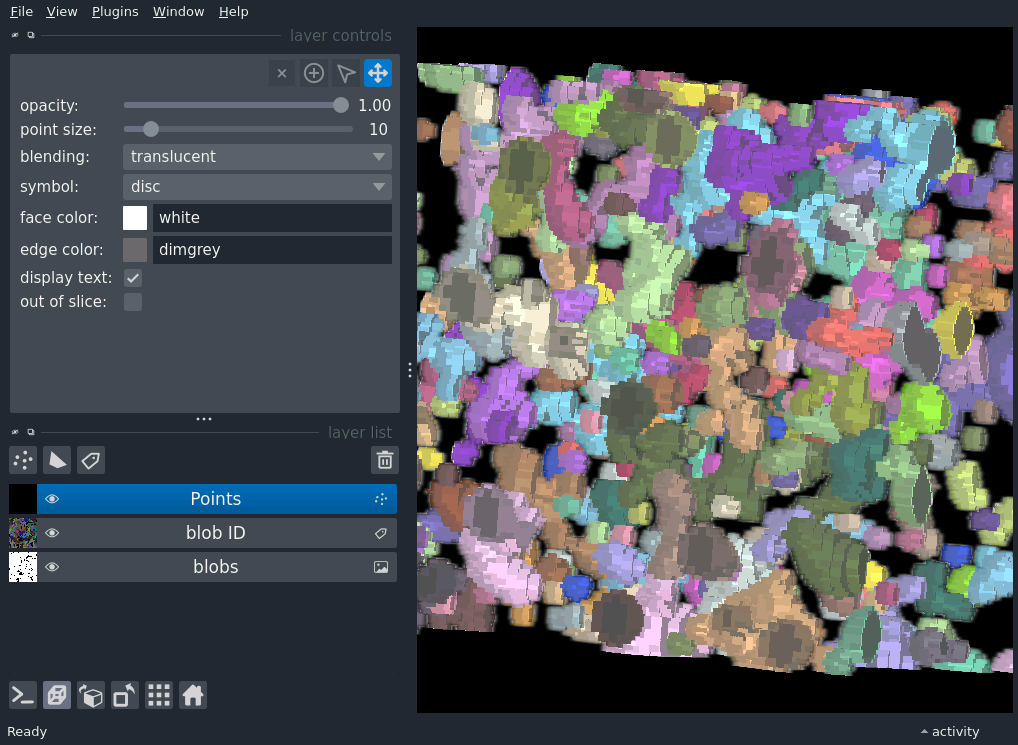 File View Plugins Window Help
layer controls
opacity: 1.00
point size: 10
blending: translucent
symbol: disc
face color: white
edge color: dimgrey
display text:
out of slice:
layer list
Points
blob ID
blobs
Ready
activity